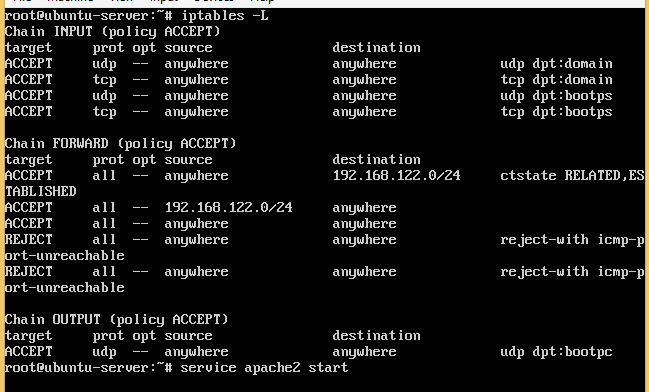 root@ubuntu-server:~# iptables -L
Chain INPUT (policy ACCEPT)
target     prot opt source               destination
ACCEPT     udp  --  anywhere             anywhere             udp dpt:domain
ACCEPT     tcp  --  anywhere             anywhere             tcp dpt:domain
ACCEPT     udp  --  anywhere             anywhere             udp dpt:bootps
ACCEPT     tcp  --  anywhere             anywhere             tcp dpt:bootps

Chain FORWARD (policy ACCEPT)
target     prot opt source               destination
ACCEPT     all  --  anywhere             192.168.122.0/24     ctstate RELATED,ES
TABLISHED
ACCEPT     all  --  192.168.122.0/24     anywhere
ACCEPT     all  --  anywhere             anywhere
REJECT     all  --  anywhere             anywhere             reject-with icmp-p
ort-unreachable
REJECT     all  --  anywhere             anywhere             reject-with icmp-p
ort-unreachable

Chain OUTPUT (policy ACCEPT)
target     prot opt source               destination
ACCEPT     udp  --  anywhere             anywhere             udp dpt:bootpc
root@ubuntu-server:~# service apache2 start